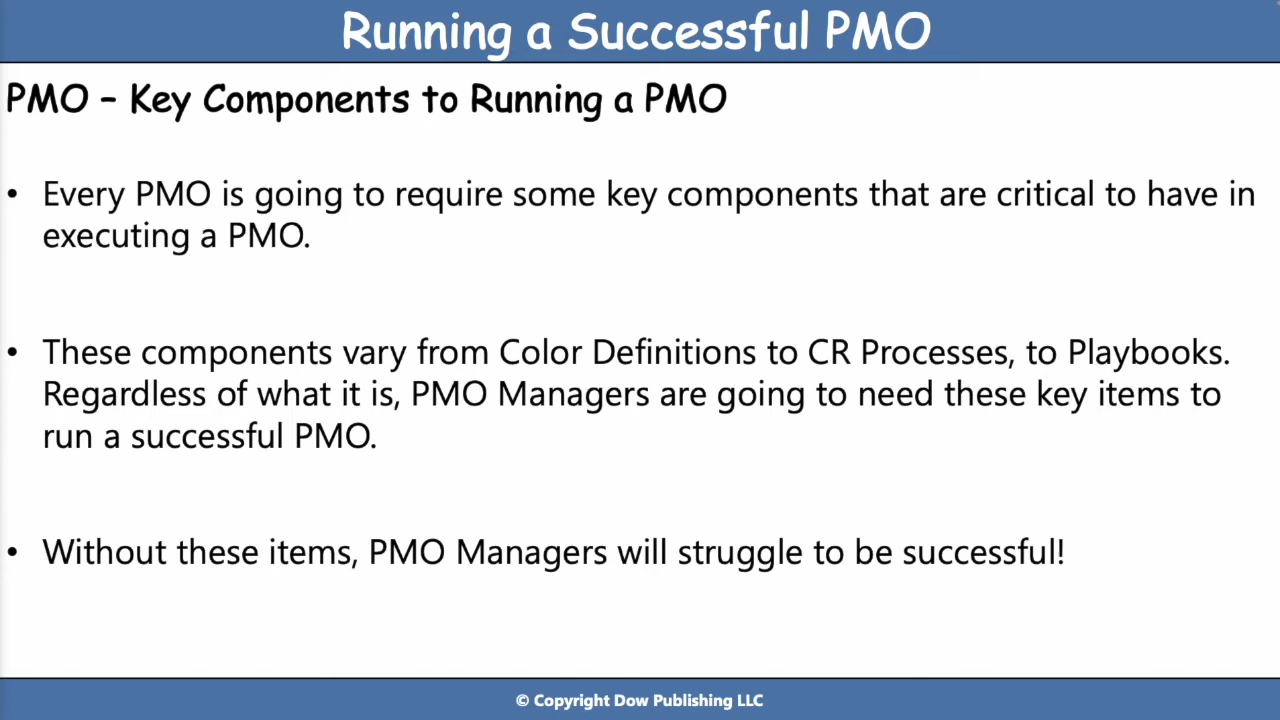 Running a Successful PMO
PMO – Key Components to Running a PMO
• Every PMO is going to require some key components that are critical to have in
executing a PMO.
• These components vary from Color Definitions to CR Processes, to Playbooks.
Regardless of what it is, PMO Managers are going to need these key items to
run a successful PMO.
• Without these items, PMO Managers will struggle to be successful!
© Copyright Dow Publishing LLC